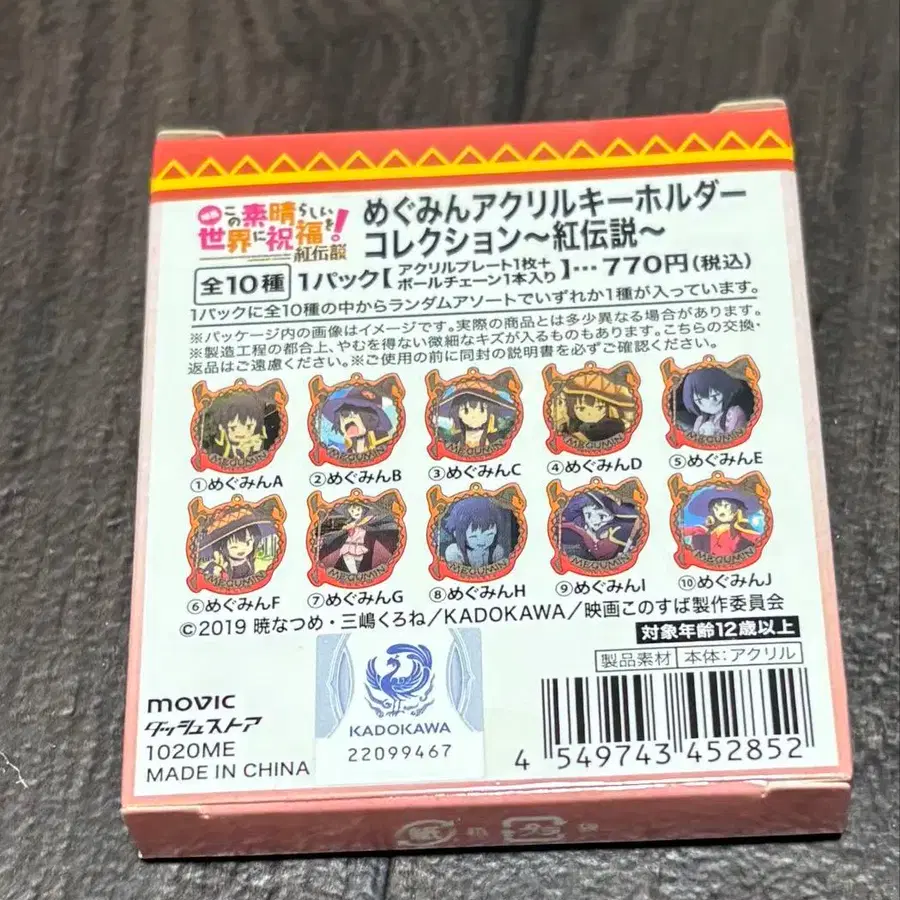 映画
この素晴らしい
世界に祝福を!
紅伝説
めぐみんアクリルキーホルダー
コレクション〜紅伝説〜
全10種 1パック【アクリルプレート1枚+
ボールチェーン1本入り】…770円(税込)
1パックに全10種の中からランダムアソートでいずれか1種が入っています。
※パッケージ内の画像はイメージです。実際の商品とは多少異なる場合があります。
※製造工程の都合上、やむを得ない微細なキズが入るものもあります。こちらの交換・
返品はご遠慮ください。※ご使用の前に同封の説明書を必ずご確認ください。
MEGUMIN MEGUMIN MEGUMIN MEGUMIN MEGUMIN
①めぐみんA ②めぐみんB ③めぐみんC ④めぐみんD ⑤めぐみんE
MEGUMIN MEGUMIN MEGUMIN MEGUMIN MEGUMIN
⑥めぐみんF ⑦めぐみんG ⑧めぐみんH ⑨めぐみんI ⑩めぐみんJ
©2019 暁なつめ・三嶋くろね/KADOKAWA/映画このすば製作委員会
対象年齢12歳以上
製品素材 本体:アクリル
movic
ダッシュストア
1020ME
MADE IN CHINA
KADOKAWA
22099467
4 549743 452852
紙